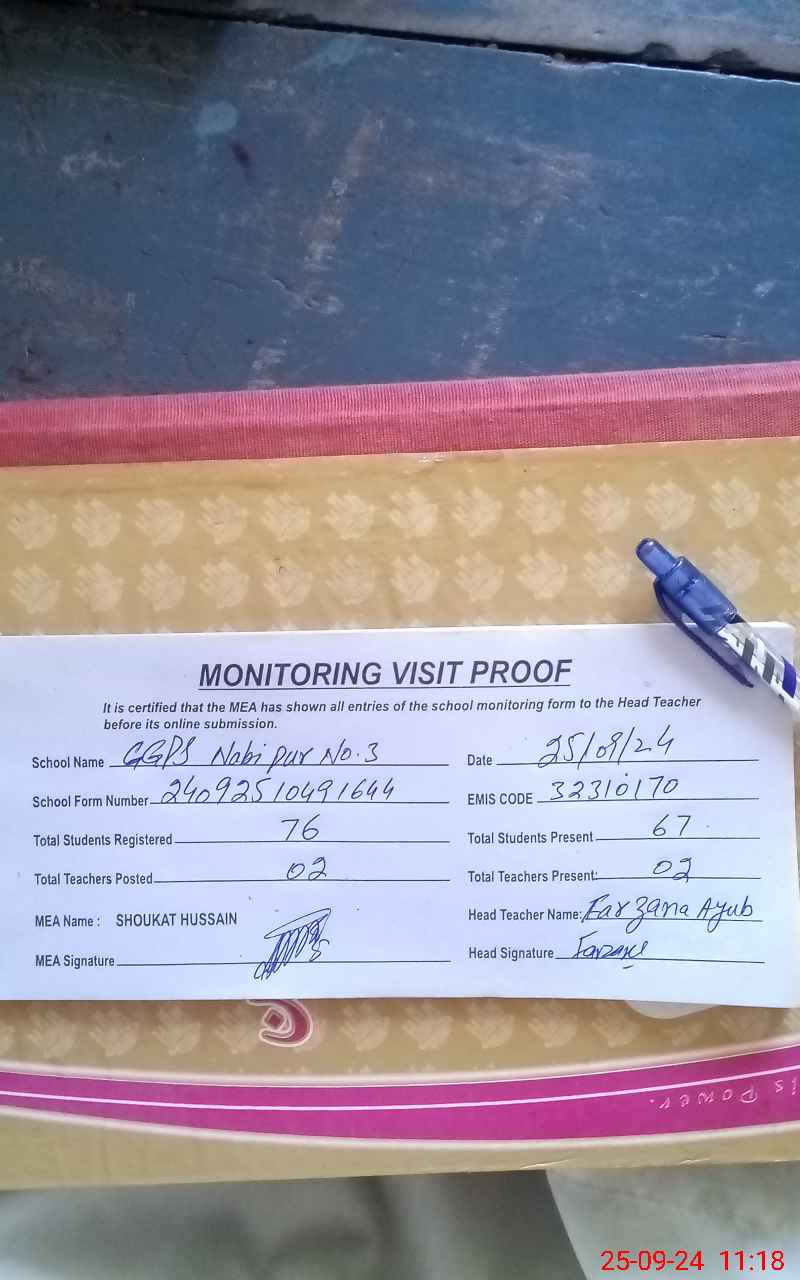 MONITORING VISIT PROOF
It is certified that the MEA has shown all entries of the school monitoring form to the Head Teacher
before its online submission.
School Name GGPS Nabipur No.3 Date 25/09/24
School Form Number 24092510491644 EMIS CODE 32310170
Total Students Registered 76 Total Students Present 67
Total Teachers Posted 02 Total Teachers Present: 02
MEA Name : SHOUKAT HUSSAIN Head Teacher Name: Farzana Ayub
MEA Signature Head Signature Farzana
is Power.
25-09-24 11:18